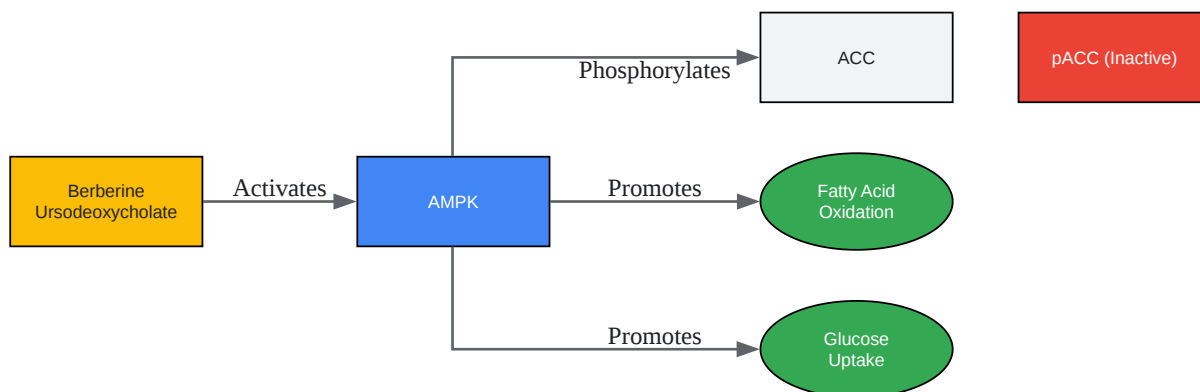 Phosphorylates
ACC
pACC (Inactive)
Berberine
Ursodeoxycholate
Activates
AMPK
Promotes
Fatty Acid
Oxidation
Promotes
Glucose
Uptake